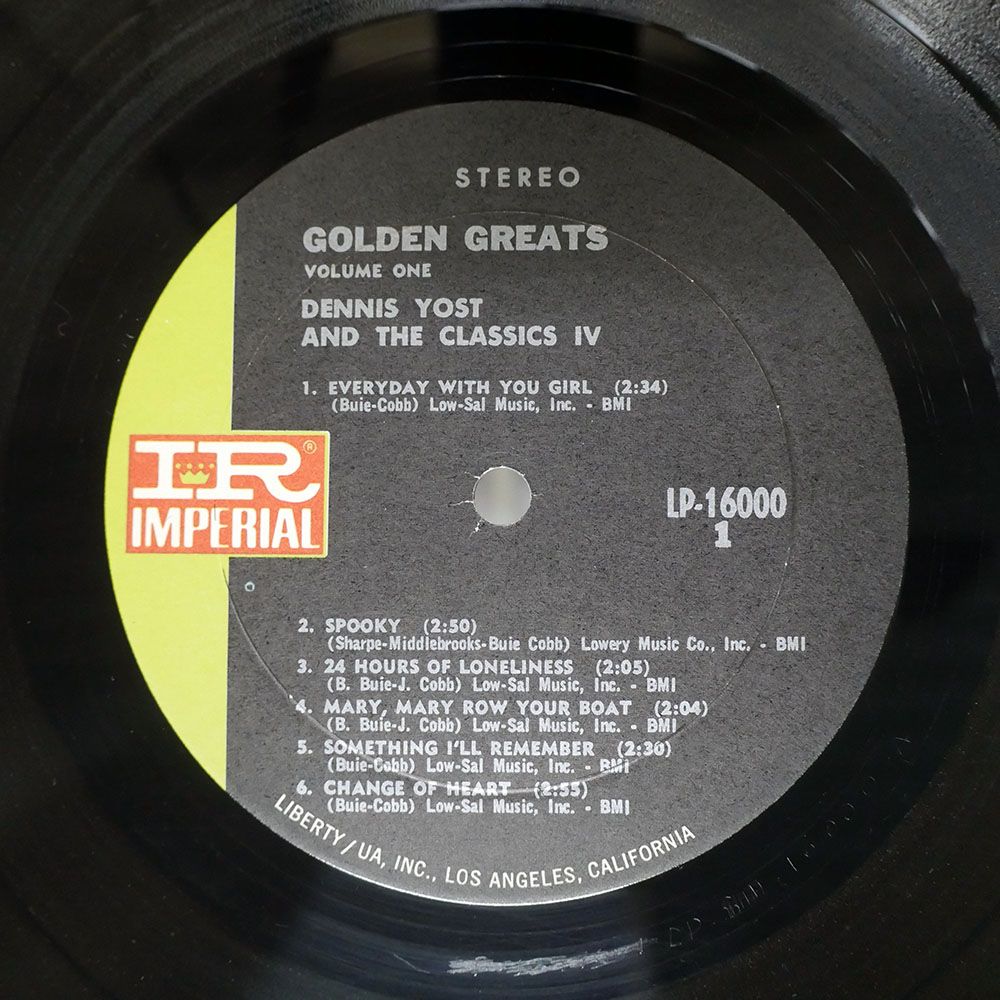 STEREO
GOLDEN GREATS
VOLUME ONE
DENNIS YOST
AND THE CLASSICS IV
1. EVERYDAY WITH YOU GIRL (2:34)
(Buie-Cobb) Low-Sal Music, Inc. - BMI
IR®
IMPERIAL
LP-16000
1
2. SPOOKY (2:50)
(Sharpe-Middlebrooks-Buie Cobb) Lowery Music Co., Inc. - BMI
3. 24 HOURS OF LONELINESS (2:05)
(B. Buie-J. Cobb) Low-Sal Music, Inc. - BMI
4. MARY, MARY ROW YOUR BOAT (2:04)
(B. Buie-J. Cobb) Low-Sal Music, Inc. - BMI
5. SOMETHING I'LL REMEMBER (2:30)
(Buie-Cobb) Low-Sal Music, Inc. - BMI
6. CHANGE OF HEART (2:55)
(Buie-Cobb) Low-Sal Music, Inc. - BMI
LIBERTY/UA, INC., LOS ANGELES, CALIFORNIA